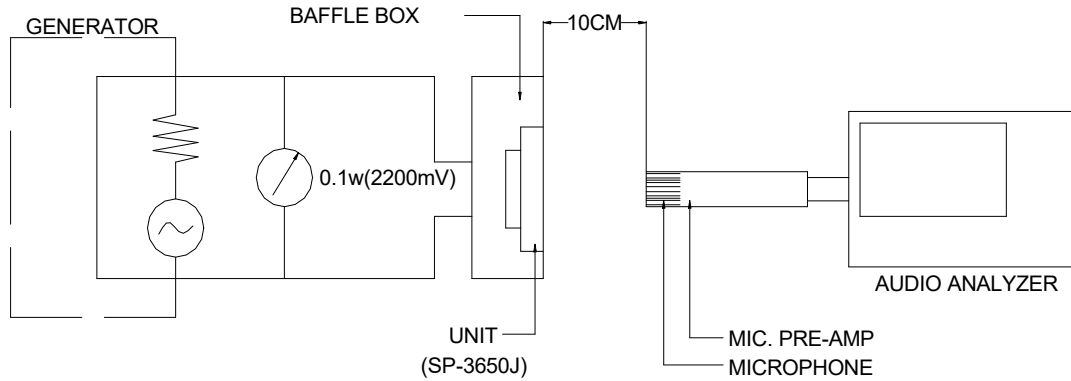 BAFFLE BOX
10CM
GENERATOR
0.1w(2200mV)
AUDIO ANALYZER
UNIT
(SP-3650J)
MIC. PRE-AMP
MICROPHONE